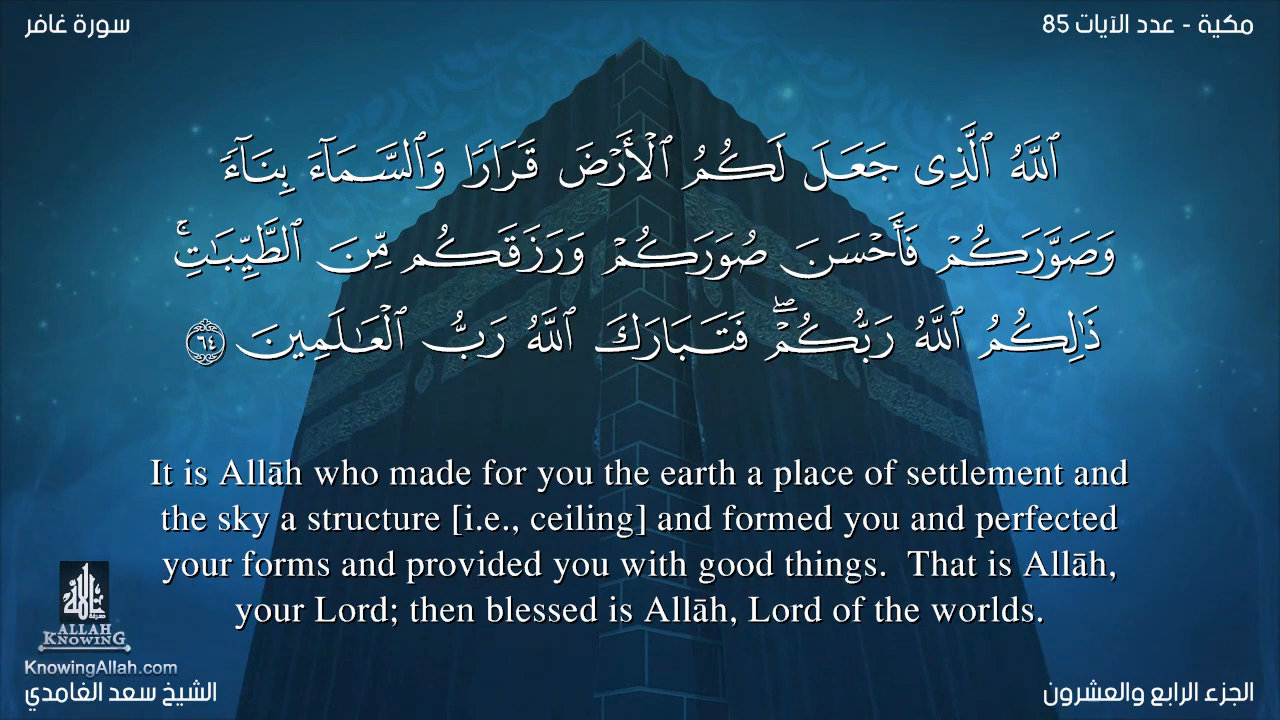 سورة غافر
مكية - عدد الآيات 85
ٱللَّهُ ٱلَّذِى جَعَلَ لَكُمُ ٱلْأَرْضَ قَرَارًا وَٱلسَّمَآءَ بِنَآءً
وَصَوَّرَكُمْ فَأَحْسَنَ صُوَرَكُمْ وَرَزَقَكُم مِّنَ ٱلطَّيِّبَـٰتِ ۚ
ذَٰلِكُمُ ٱللَّهُ رَبُّكُمْ ۖ فَتَبَارَكَ ٱللَّهُ رَبُّ ٱلْعَـٰلَمِينَ ٦٤
It is Allāh who made for you the earth a place of settlement and
the sky a structure [i.e., ceiling] and formed you and perfected
your forms and provided you with good things.  That is Allāh,
your Lord; then blessed is Allāh, Lord of the worlds.
ALLAH
KNOWING
KnowingAllah.com
الشيخ سعد الغامدي
الجزء الرابع والعشرون